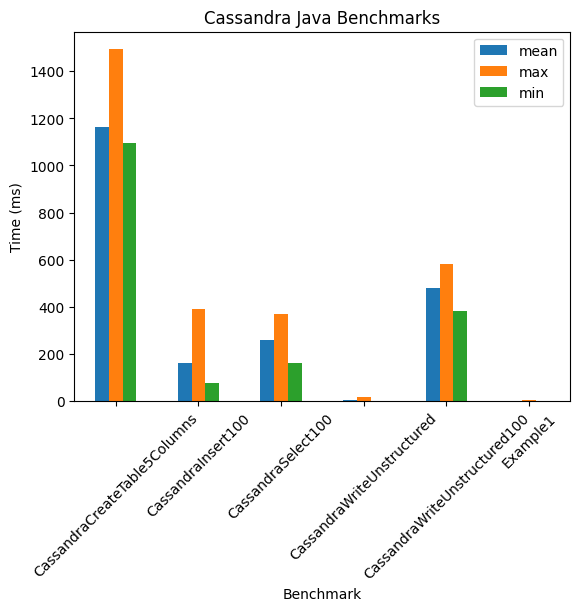 Cassandra Java Benchmarks
mean
max
min
Time (ms)
1400
1200
1000
800
600
400
200
0
CassandraCreateTable5Columns
CassandraInsert100
CassandraSelect100
CassandraWriteUnstructured
CassandraWriteUnstructured100
Example1
Benchmark